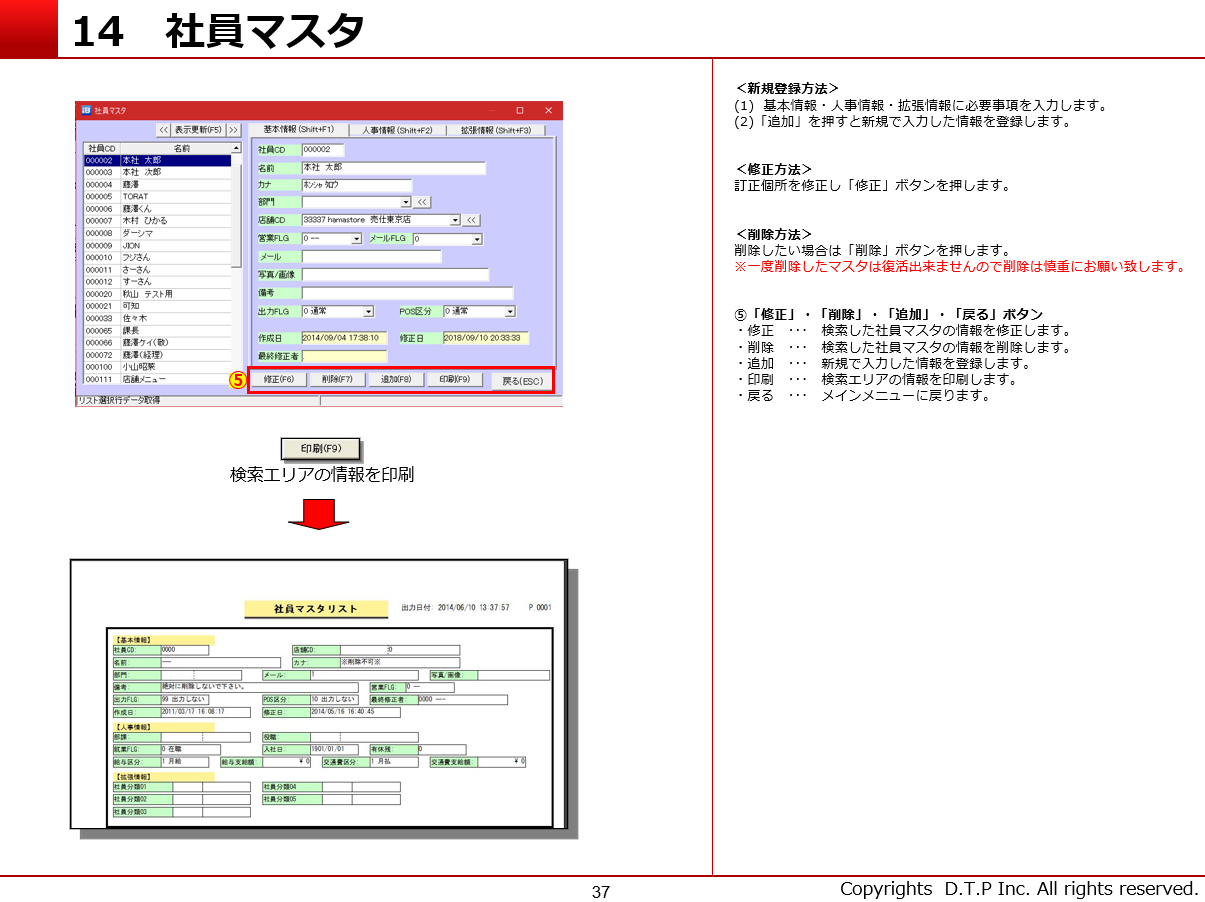 14　社員マスタ
社員マスタ
<< 表示更新(F5) >>
基本情報(Shift+F1) 人事情報(Shift+F2) 拡張情報(Shift+F3)
社員CD 名前
000002 本社 太郎
000003 本社 次郎
000004 藤澤
000005 TORAT
000006 藤澤くん
000007 木村 ひかる
000008 ダーシマ
000009 JION
000010 フジさん
000011 さーさん
000012 すーさん
000020 秋山 テスト用
000021 可知
000033 佐々木
000065 課長
000066 藤澤ケイ(敬)
000072 藤澤(経理)
000100 小山昭紫
000111 店舗メニュー
社員CD 000002
名前 本社 太郎
カナ ﾎﾝｼｬ ﾀﾛｳ
部門 <<
店舗CD 33337 hamastore 売仕東京店 <<
営業FLG 0 -- メールFLG 0
メール
写真/画像
備考
出力FLG 0 通常 POS区分 0 通常
作成日 2014/09/04 17:38:10 修正日 2018/09/10 20:33:33
最終修正者
⑤ 修正(F6) 削除(F7) 追加(F8) 印刷(F9) 戻る(ESC)
リスト選択行データ取得
印刷(F9)
検索エリアの情報を印刷
社員マスタリスト 出力日付: 2014/06/10 13:37:57 P 0001
【基本情報】
社員CD: 0000 店舗CD: :0
名前: ── カナ: ※削除不可※
部門: メール: 1 写真/画像:
備考: 絶対に削除しないで下さい。 営業FLG: 0 ─
出力FLG: 99 出力しない POS区分: 10 出力しない 最終修正者: 0000 ──
作成日: 2011/03/17 16:08:17 修正日: 2014/05/16 16:40:45
【人事情報】
部課: 役職:
就業FLG: 0 在職 入社日: 1901/01/01 有休残: 0
給与区分: 1 月給 給与支給額: ¥ 0 交通費区分: 1 月払 交通費支給額: ¥ 0
【拡張情報】
社員分類01 社員分類04
社員分類02 社員分類05
社員分類03
＜新規登録方法＞
(1) 基本情報・人事情報・拡張情報に必要事項を入力します。
(2)「追加」を押すと新規で入力した情報を登録します。
＜修正方法＞
訂正個所を修正し「修正」ボタンを押します。
＜削除方法＞
削除したい場合は「削除」ボタンを押します。
※一度削除したマスタは復活出来ませんので削除は慎重にお願い致します。
⑤「修正」・「削除」・「追加」・「戻る」ボタン
・修正 ･･･ 検索した社員マスタの情報を修正します。
・削除 ･･･ 検索した社員マスタの情報を削除します。
・追加 ･･･ 新規で入力した情報を登録します。
・印刷 ･･･ 検索エリアの情報を印刷します。
・戻る ･･･ メインメニューに戻ります。
37
Copyrights D.T.P Inc. All rights reserved.